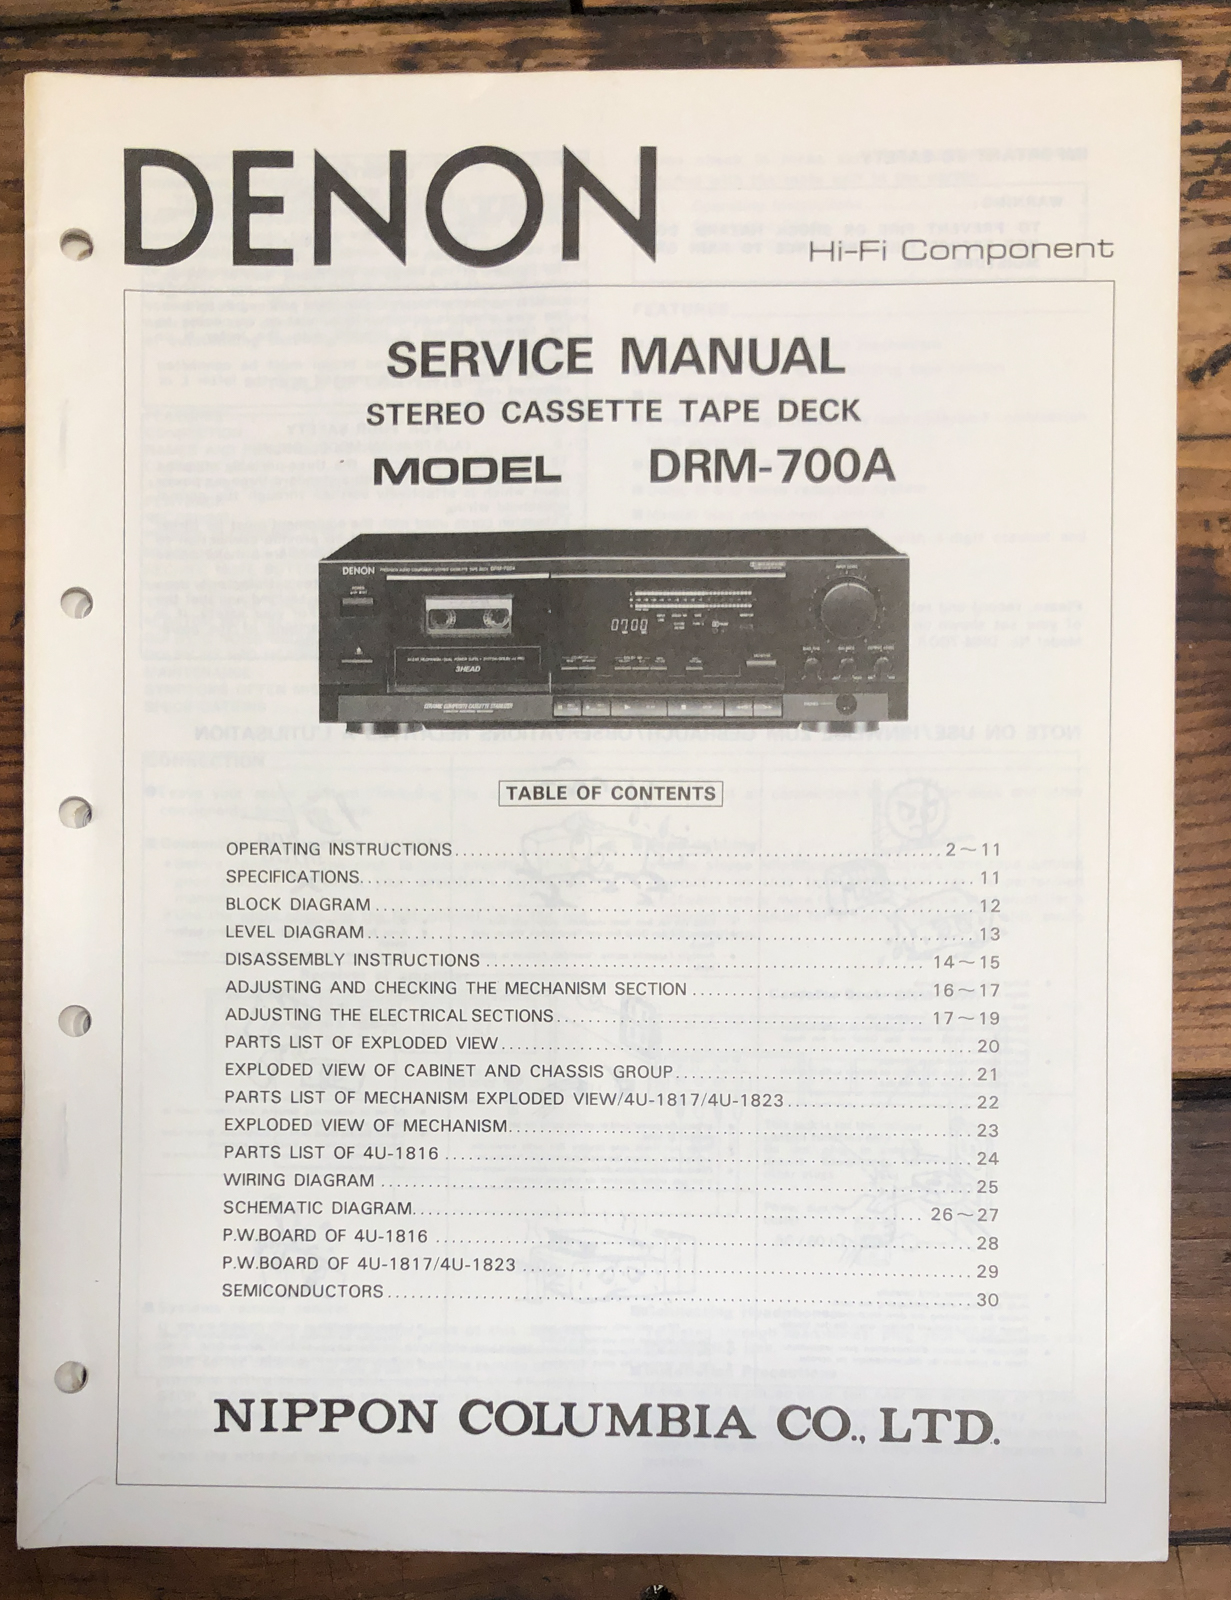 DENON
Hi-Fi Component
SERVICE MANUAL
STEREO CASSETTE TAPE DECK
MODEL DRM-700A
DENON
3HEAD
0700
TABLE OF CONTENTS
OPERATING INSTRUCTIONS 2~11
SPECIFICATIONS 11
BLOCK DIAGRAM 12
LEVEL DIAGRAM 13
DISASSEMBLY INSTRUCTIONS 14~15
ADJUSTING AND CHECKING THE MECHANISM SECTION 16~17
ADJUSTING THE ELECTRICAL SECTIONS 17~19
PARTS LIST OF EXPLODED VIEW 20
EXPLODED VIEW OF CABINET AND CHASSIS GROUP 21
PARTS LIST OF MECHANISM EXPLODED VIEW/4U-1817/4U-1823 22
EXPLODED VIEW OF MECHANISM 23
PARTS LIST OF 4U-1816 24
WIRING DIAGRAM 25
SCHEMATIC DIAGRAM 26~27
P.W.BOARD OF 4U-1816 28
P.W.BOARD OF 4U-1817/4U-1823 29
SEMICONDUCTORS 30
NIPPON COLUMBIA CO., LTD.